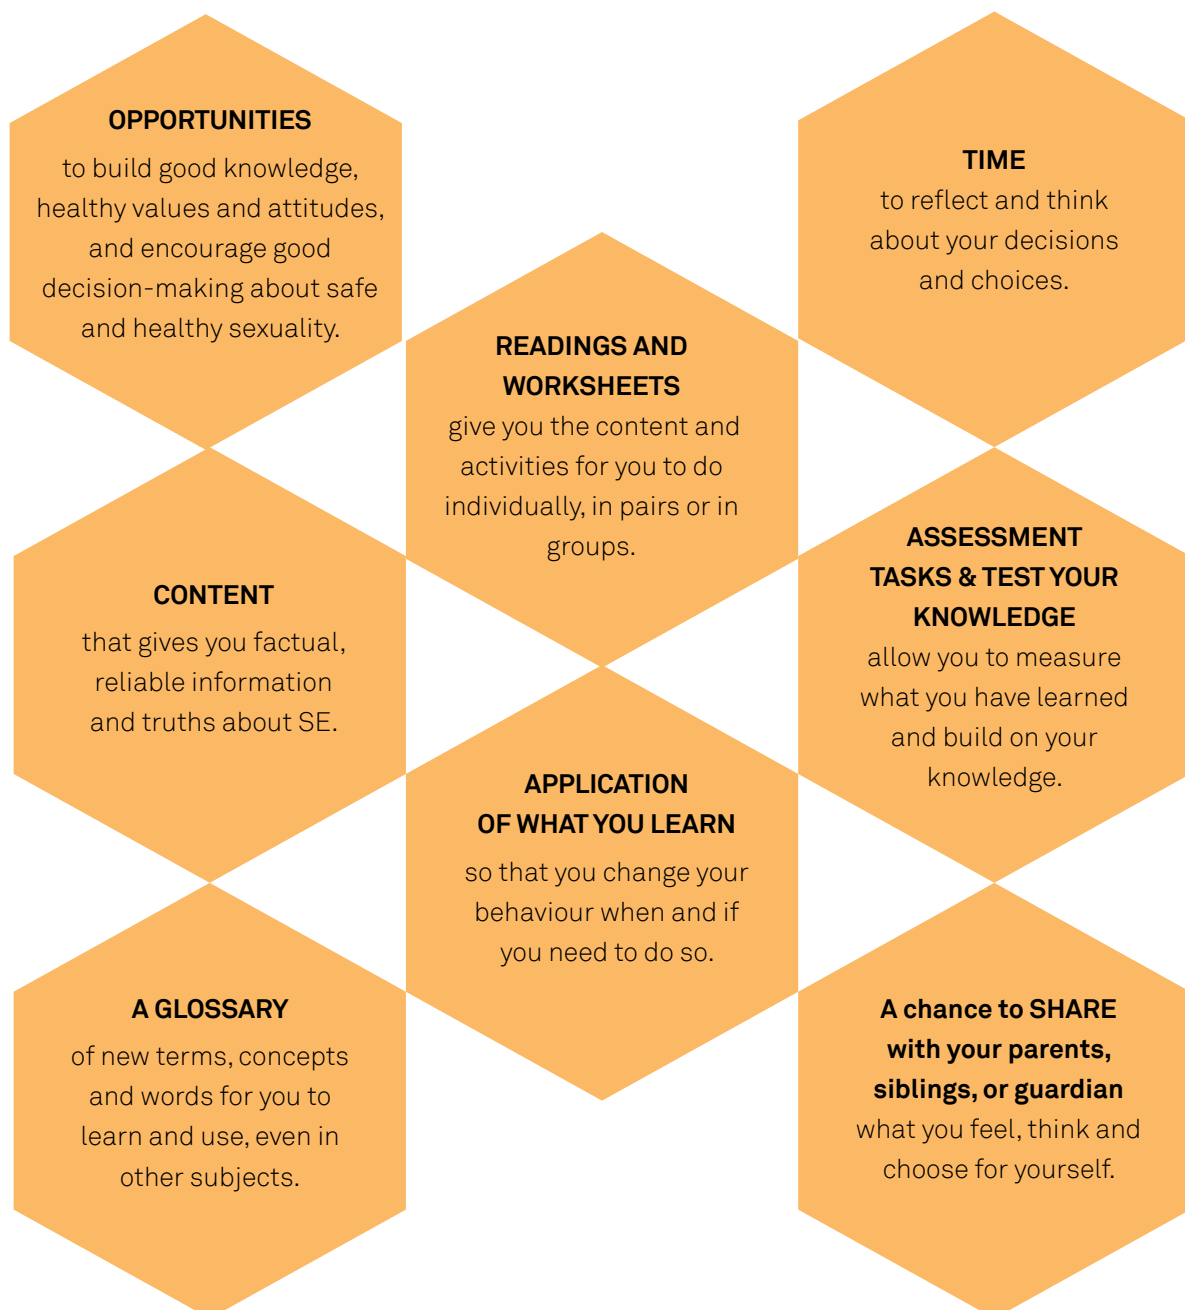 OPPORTUNITIES
to build good knowledge,
healthy values and attitudes,
and encourage good
decision-making about safe
and healthy sexuality.
TIME
to reflect and think
about your decisions
and choices.
READINGS AND
WORKSHEETS
give you the content and
activities for you to do
individually, in pairs or in
groups.
CONTENT
that gives you factual,
reliable information
and truths about SE.
ASSESSMENT
TASKS & TEST YOUR
KNOWLEDGE
allow you to measure
what you have learned
and build on your
knowledge.
APPLICATION
OF WHAT YOU LEARN
so that you change your
behaviour when and if
you need to do so.
A GLOSSARY
of new terms, concepts
and words for you to
learn and use, even in
other subjects.
A chance to SHARE
with your parents,
siblings, or guardian
what you feel, think and
choose for yourself.